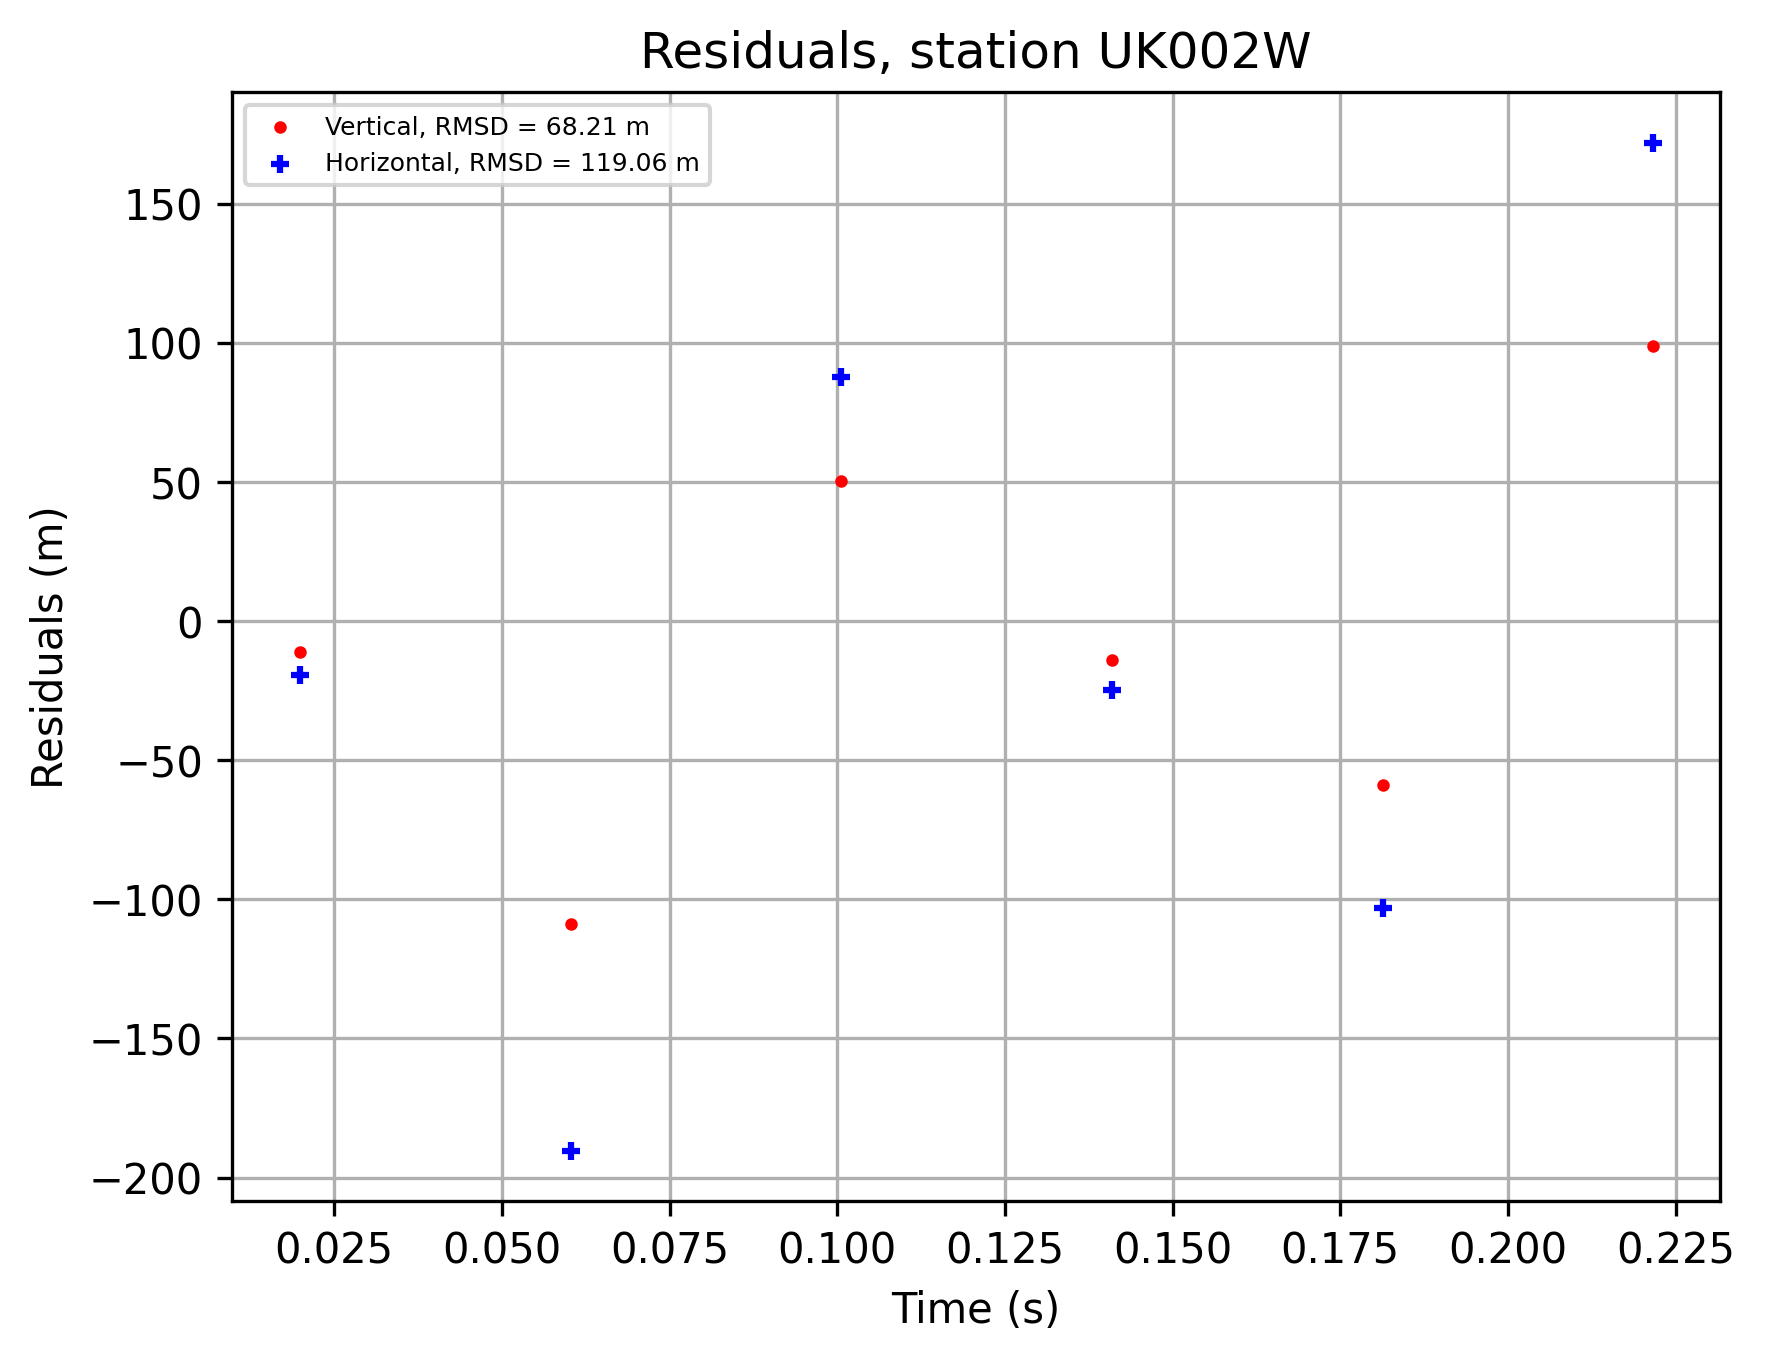 Residuals, station UK002W
Vertical, RMSD = 68.21 m
Horizontal, RMSD = 119.06 m
150
100
50
0
−50
−100
−150
−200
Residuals (m)
0.025 0.050 0.075 0.100 0.125 0.150 0.175 0.200 0.225
Time (s)